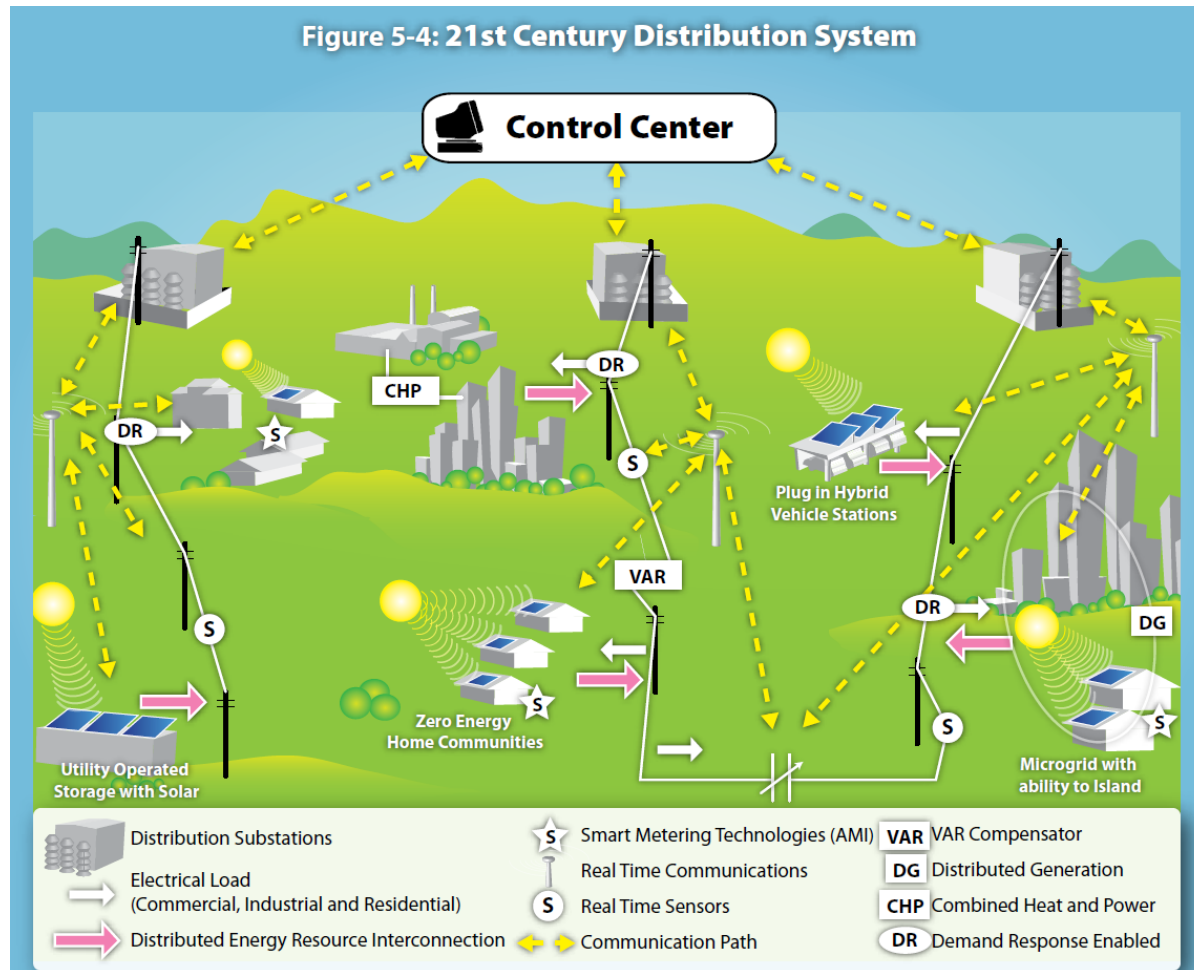 Figure 5-4: 21st Century Distribution System
Control Center
DR
S
CHP
DR
S
Plug in Hybrid
Vehicle Stations
VAR
S
DR
DG
S
Zero Energy
Home Communities
S
S
Utility Operated
Storage with Solar
Microgrid with
ability to Island
Distribution Substations
Electrical Load
(Commercial, Industrial and Residential)
Distributed Energy Resource Interconnection
S Smart Metering Technologies (AMI)
Real Time Communications
S Real Time Sensors
Communication Path
VAR VAR Compensator
DG Distributed Generation
CHP Combined Heat and Power
DR Demand Response Enabled